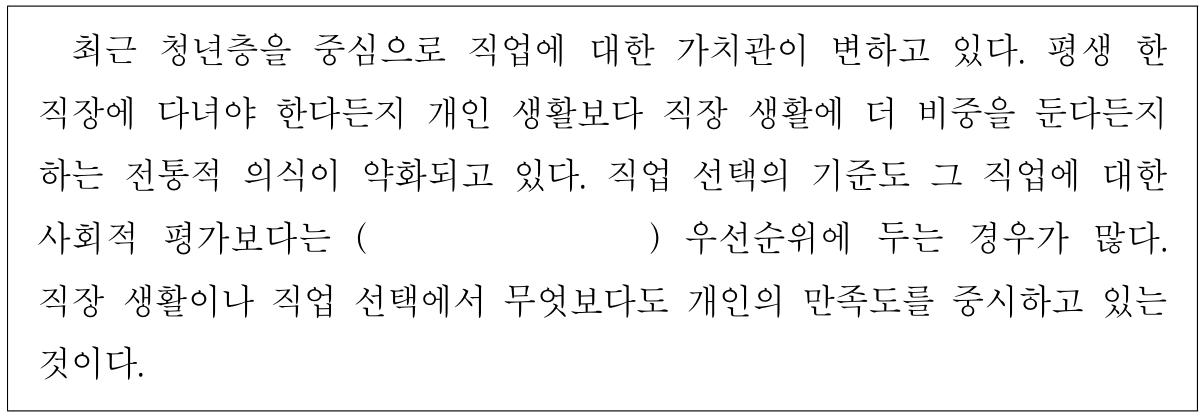 최근 청년층을 중심으로 직업에 대한 가치관이 변하고 있다. 평생 한
직장에 다녀야 한다든지 개인 생활보다 직장 생활에 더 비중을 둔다든지
하는 전통적 의식이 약화되고 있다. 직업 선택의 기준도 그 직업에 대한
사회적 평가보다는 (                    ) 우선순위에 두는 경우가 많다.
직장 생활이나 직업 선택에서 무엇보다도 개인의 만족도를 중시하고 있는
것이다.